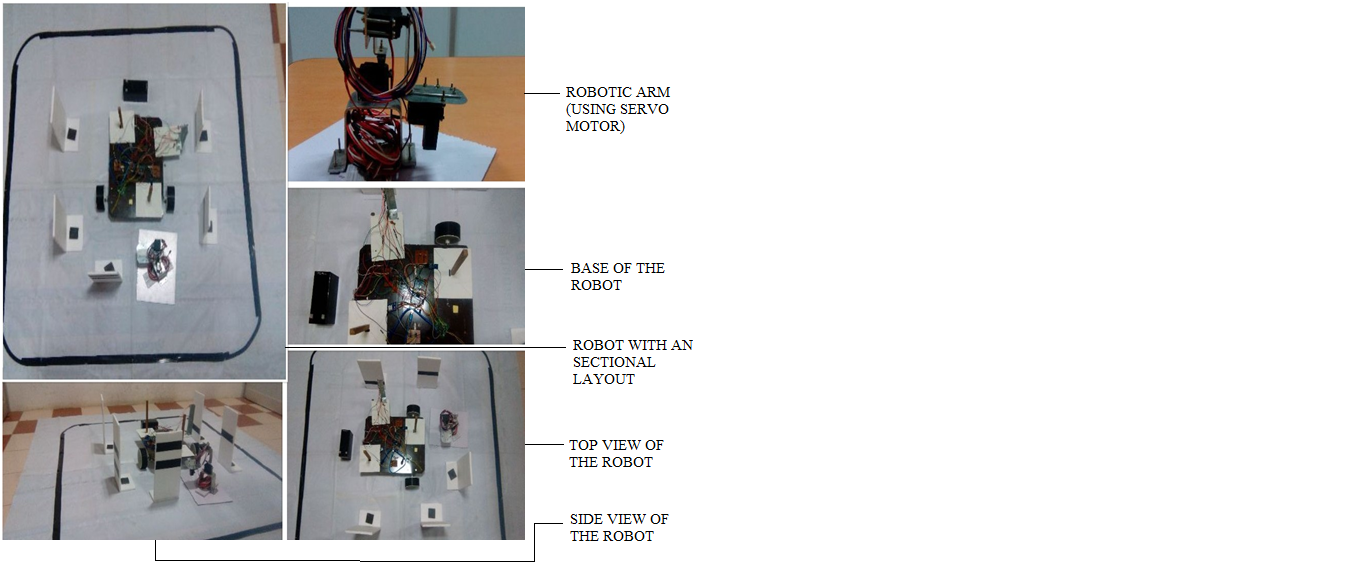 ROBOTIC ARM
(USING SERVO
MOTOR)
BASE OF THE
ROBOT
ROBOT WITH AN
SECTIONAL
LAYOUT
TOP VIEW OF
THE ROBOT
SIDE VIEW OF
THE ROBOT